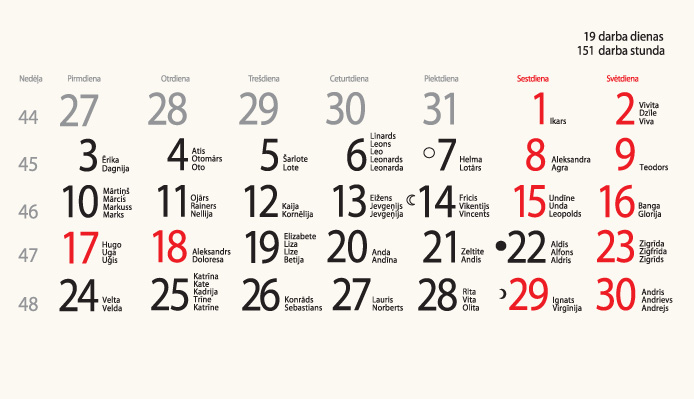 19 darba dienas
151 darba stunda
Nedēļa Pirmdiena Otrdiena Trešdiena Ceturtdiena Piektdiena Sestdiena Svētdiena
44 27 28 29 30 31 1 Ikars 2 Vivita
Dzīle
Viva
45 3 Ērika
Dagnija
4 Atis
Otomārs
Oto
5 Šarlote
Lote
6 Linards
Leons
Leo
Leonards
Leonarda
7 Helma
Lotārs
8 Aleksandra
Agra
9 Teodors
46 10 Mārtiņš
Mārcis
Markuss
Marks
11 Ojārs
Rainers
Nellija
12 Kaija
Kornēlija
13 Eižens
Jevgeņijs
Jevgeņija
14 Fricis
Vikentijs
Vincents
15 Undīne
Unda
Leopolds
16 Banga
Glorija
47 17 Hugo
Uga
Uģis
18 Aleksandrs
Doloresa
19 Elizabete
Liza
Līze
Betija
20 Anda
Andīna
21 Zeltīte
Andis
22 Aldis
Alfons
Aldris
23 Zigrīda
Zigfrīda
Zigrīds
48 24 Velta
Velda
25 Katrīna
Kate
Kadrija
Trīne
Katrīne
26 Konrāds
Sebastians
27 Lauris
Norberts
28 Rita
Vita
Olita
29 Ignats
Virgīnija
30 Andris
Andrievs
Andrejs